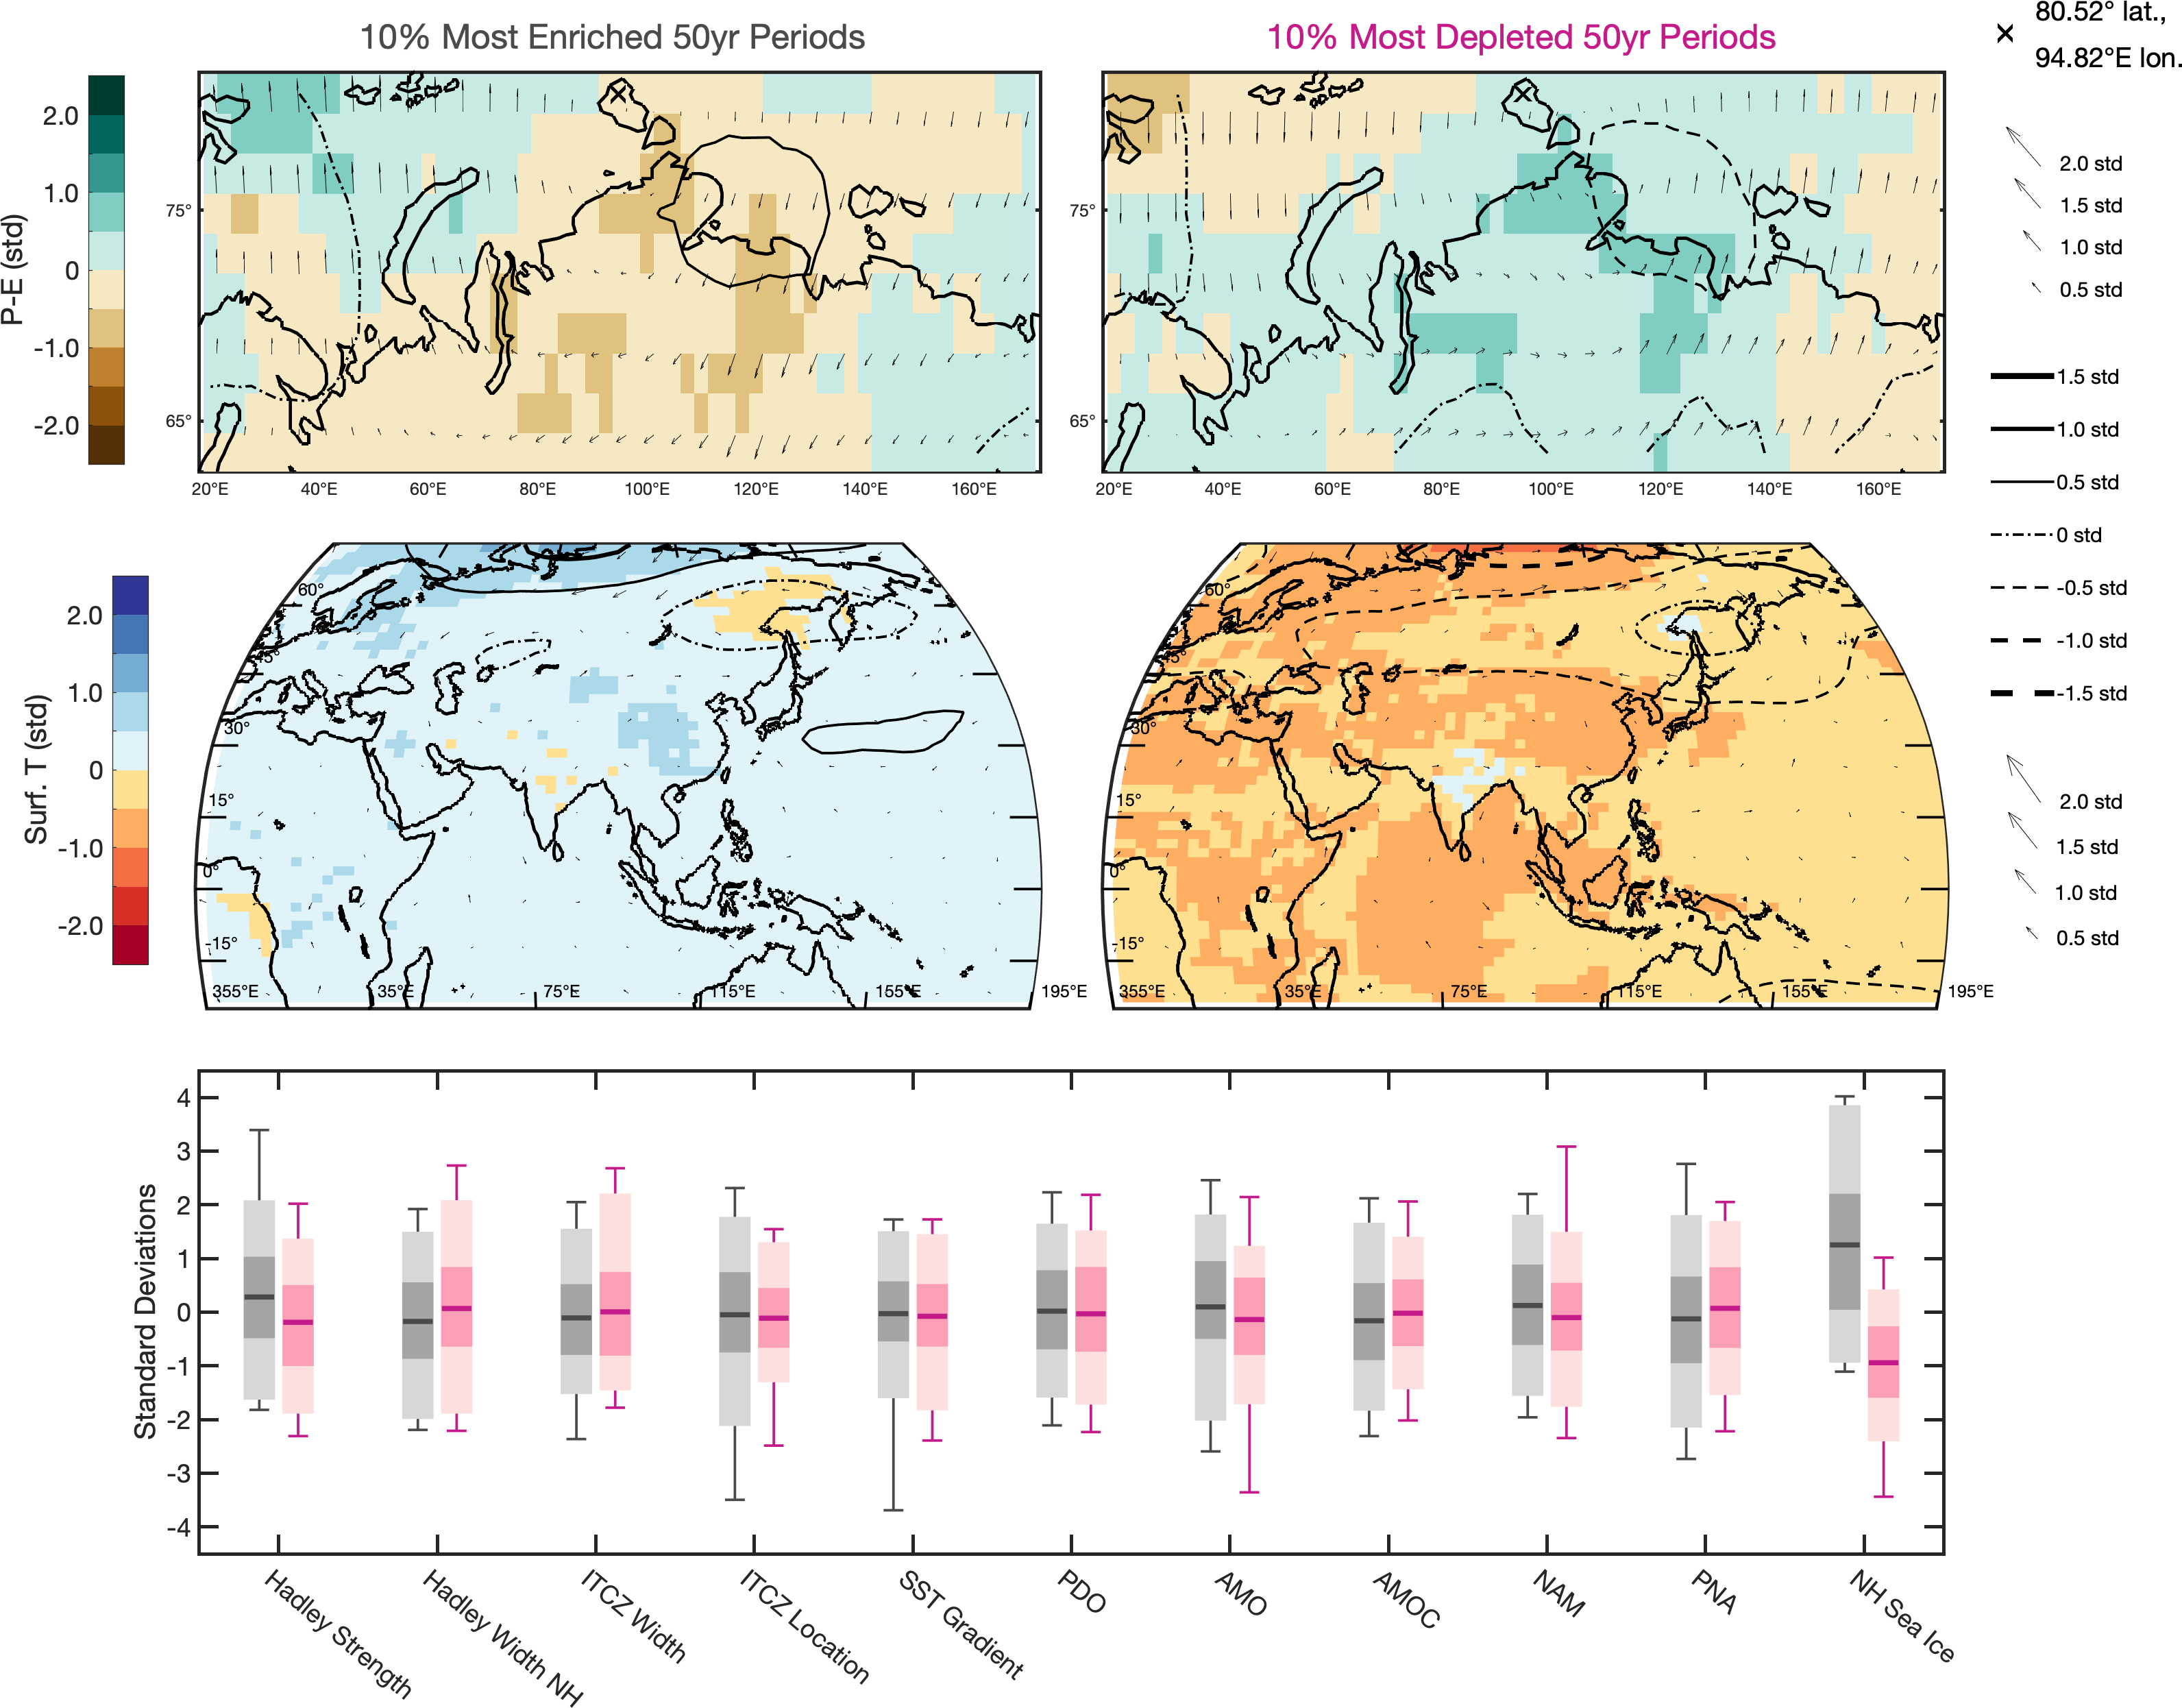 10% Most Enriched 50yr Periods
10% Most Depleted 50yr Periods
80.52° lat.,
94.82°E lon.
P-E (std)
2.0
1.0
0
-1.0
-2.0
75°
65°
20°E 40°E 60°E 80°E 100°E 120°E 140°E 160°E
75°
65°
20°E 40°E 60°E 80°E 100°E 120°E 140°E 160°E
2.0 std
1.5 std
1.0 std
0.5 std
1.5 std
1.0 std
0.5 std
0 std
-0.5 std
-1.0 std
-1.5 std
Surf. T (std)
2.0
1.0
0
-1.0
-2.0
60°
45°
30°
15°
0°
-15°
355°E 35°E 75°E 115°E 155°E 195°E
60°
45°
30°
15°
0°
-15°
355°E 35°E 75°E 115°E 155°E 195°E
2.0 std
1.5 std
1.0 std
0.5 std
Standard Deviations
4
3
2
1
0
-1
-2
-3
-4
Hadley Strength
Hadley Width NH
ITCZ Width
ITCZ Location
SST Gradient
PDO
AMO
AMOC
NAM
PNA
NH Sea Ice